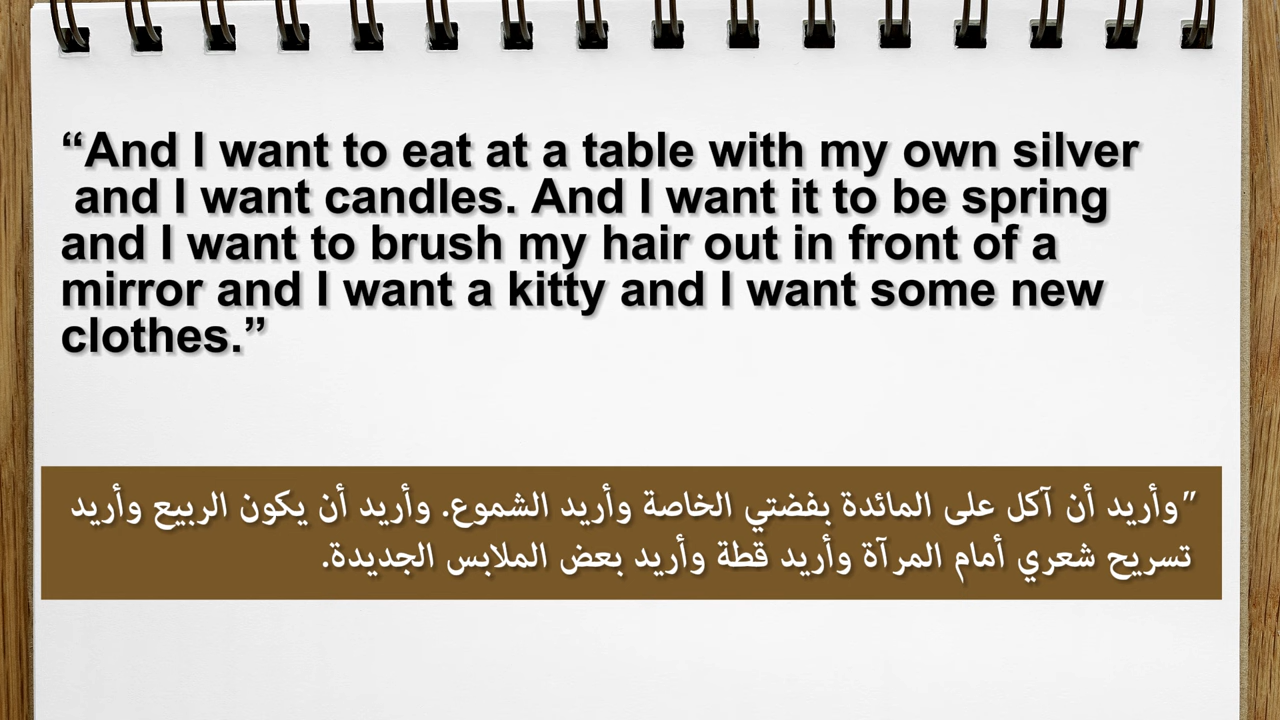 “And I want to eat at a table with my own silver
and I want candles. And I want it to be spring
and I want to brush my hair out in front of a
mirror and I want a kitty and I want some new
clothes.”
”وأريد أن آكل على المائدة بفضتي الخاصة وأريد الشموع. وأريد أن يكون الربيع وأريد
تسريح شعري أمام المرآة وأريد قطة وأريد بعض الملابس الجديدة.